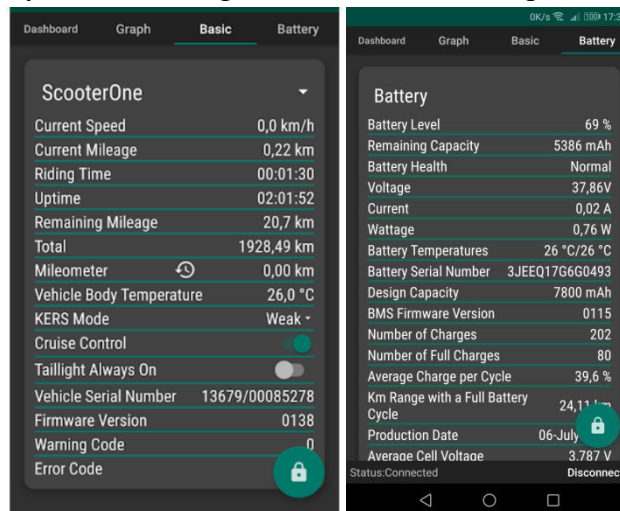 Dashboard Graph Basic Battery
ScooterOne
Current Speed 0,0 km/h
Current Mileage 0,22 km
Riding Time 00:01:30
Uptime 02:01:52
Remaining Mileage 20,7 km
Total 1928,49 km
Mileometer 0,00 km
Vehicle Body Temperature 26,0 °C
KERS Mode Weak
Cruise Control
Taillight Always On
Vehicle Serial Number 13679/00085278
Firmware Version 0138
Warning Code 0
Error Code
0K/s 100 17:3
Dashboard Graph Basic Battery
Battery
Battery Level 69 %
Remaining Capacity 5386 mAh
Battery Health Normal
Voltage 37,86V
Current 0,02 A
Wattage 0,76 W
Battery Temperatures 26 °C/26 °C
Battery Serial Number 3JEEQ17G6G0493
Design Capacity 7800 mAh
BMS Firmware Version 0115
Number of Charges 202
Number of Full Charges 80
Average Charge per Cycle 39,6 %
Km Range with a Full Battery
Cycle 24,11
Production Date 06-July
Average Cell Voltage 3.787 V
Status:Connected Disconnec